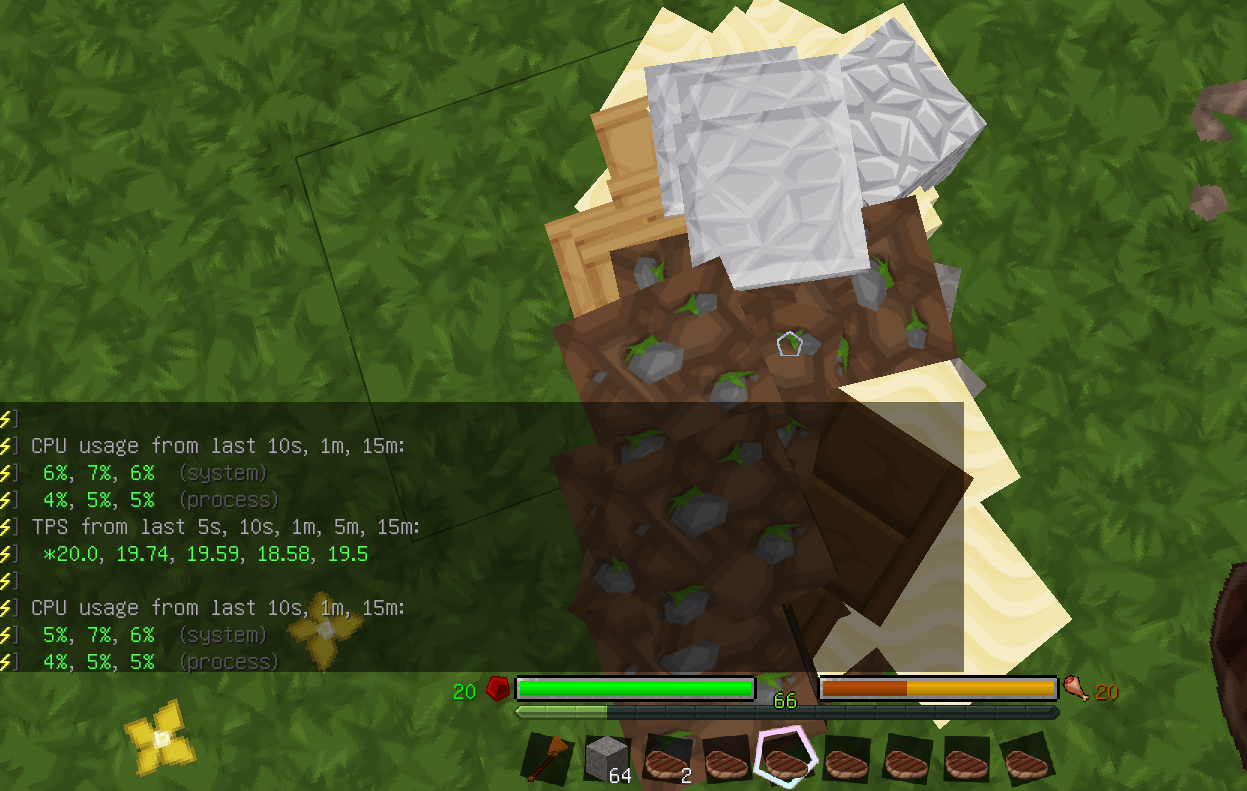 ⚡]
⚡] CPU usage from last 10s, 1m, 15m:
⚡] 6%, 7%, 6% (system)
⚡] 4%, 5%, 5% (process)
⚡] TPS from last 5s, 10s, 1m, 5m, 15m:
⚡] *20.0, 19.74, 19.59, 18.58, 19.5
⚡]
⚡] CPU usage from last 10s, 1m, 15m:
⚡] 5%, 7%, 6% (system)
⚡] 4%, 5%, 5% (process)
20 66 20
64 2